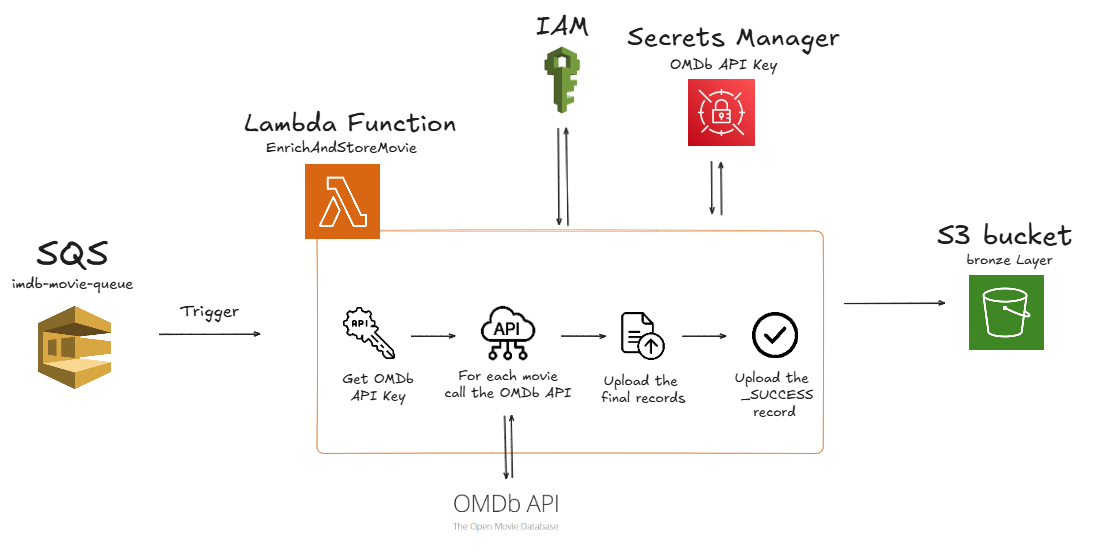 IAM
Secrets Manager
OMDb API Key
Lambda Function
EnrichAndStoreMovie
SQS
imdb-movie-queue
Trigger
S3 bucket
bronze Layer
API
Get OMDb
API Key
API
For each movie
call the OMDb API
Upload the
final records
Upload the
_SUCCESS
record
OMDb API
The Open Movie Database